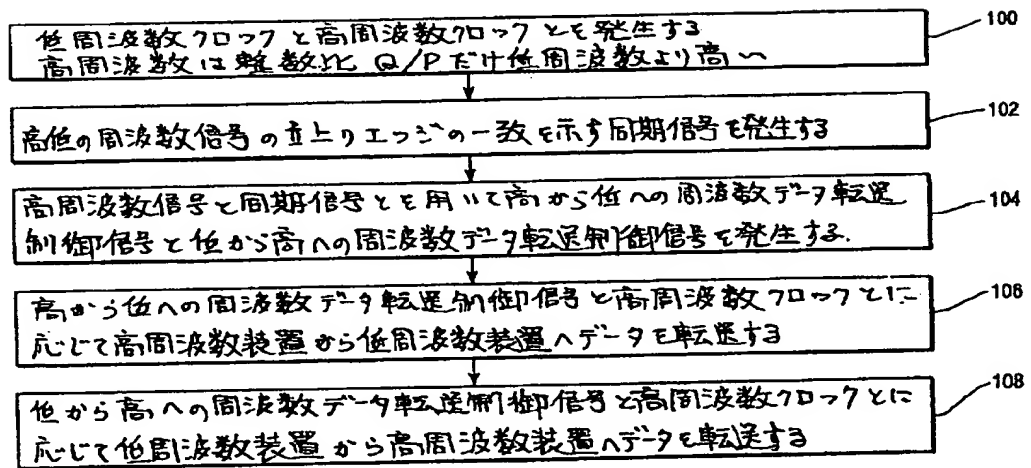 低周波数クロックと高周波数クロックとを発生する
高周波数は整数比 Q/Pだけ低周波数より高い
100
高低の周波数信号の立上りエッジの一致を示す同期信号を発生する
102
高周波数信号と同期信号とを用いて高から低への周波数データ転送
制御信号と低から高への周波数データ転送制御信号を発生する.
104
高から低への周波数データ転送制御信号と高周波数クロックとに
応じて高周波数装置から低周波数装置へデータを転送する
106
低から高への周波数データ転送制御信号と高周波数クロックとに
応じて低周波数装置から高周波数装置へデータを転送する
108